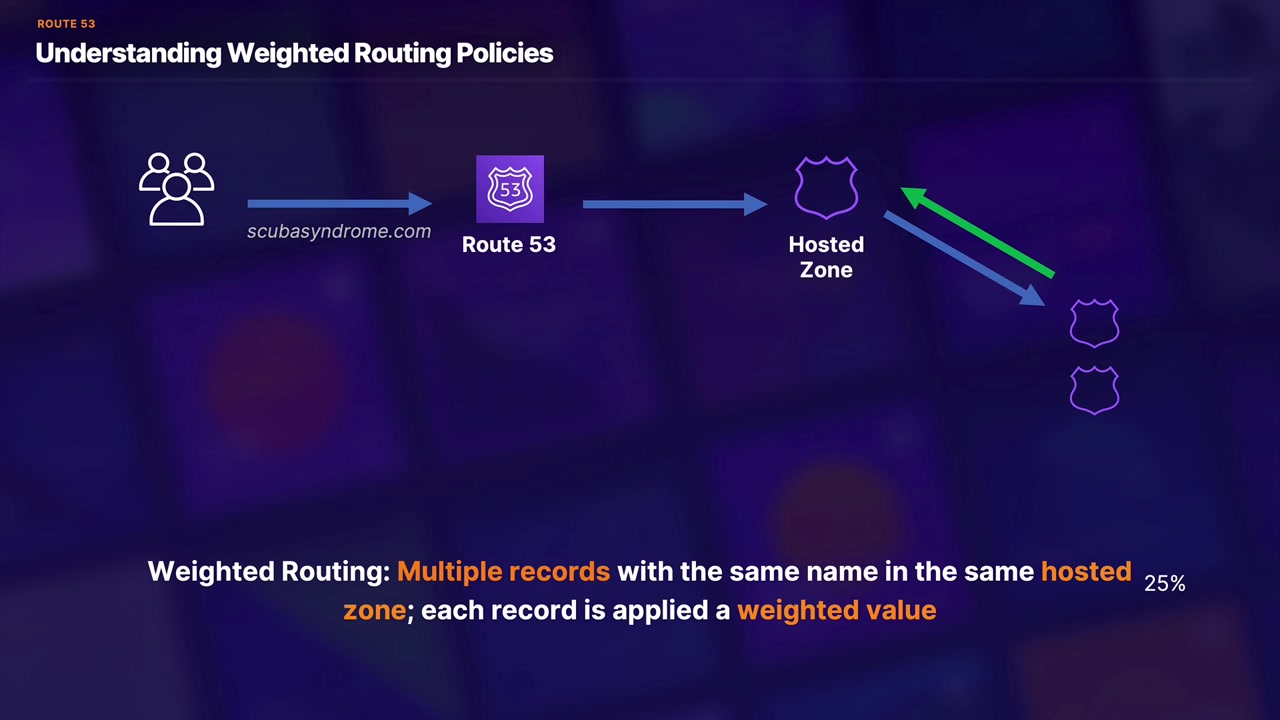 ROUTE 53
Understanding Weighted Routing Policies
scubasyndrome.com
53
Route 53
Hosted
Zone
Weighted Routing: Multiple records with the same name in the same hosted
zone; each record is applied a weighted value
25%